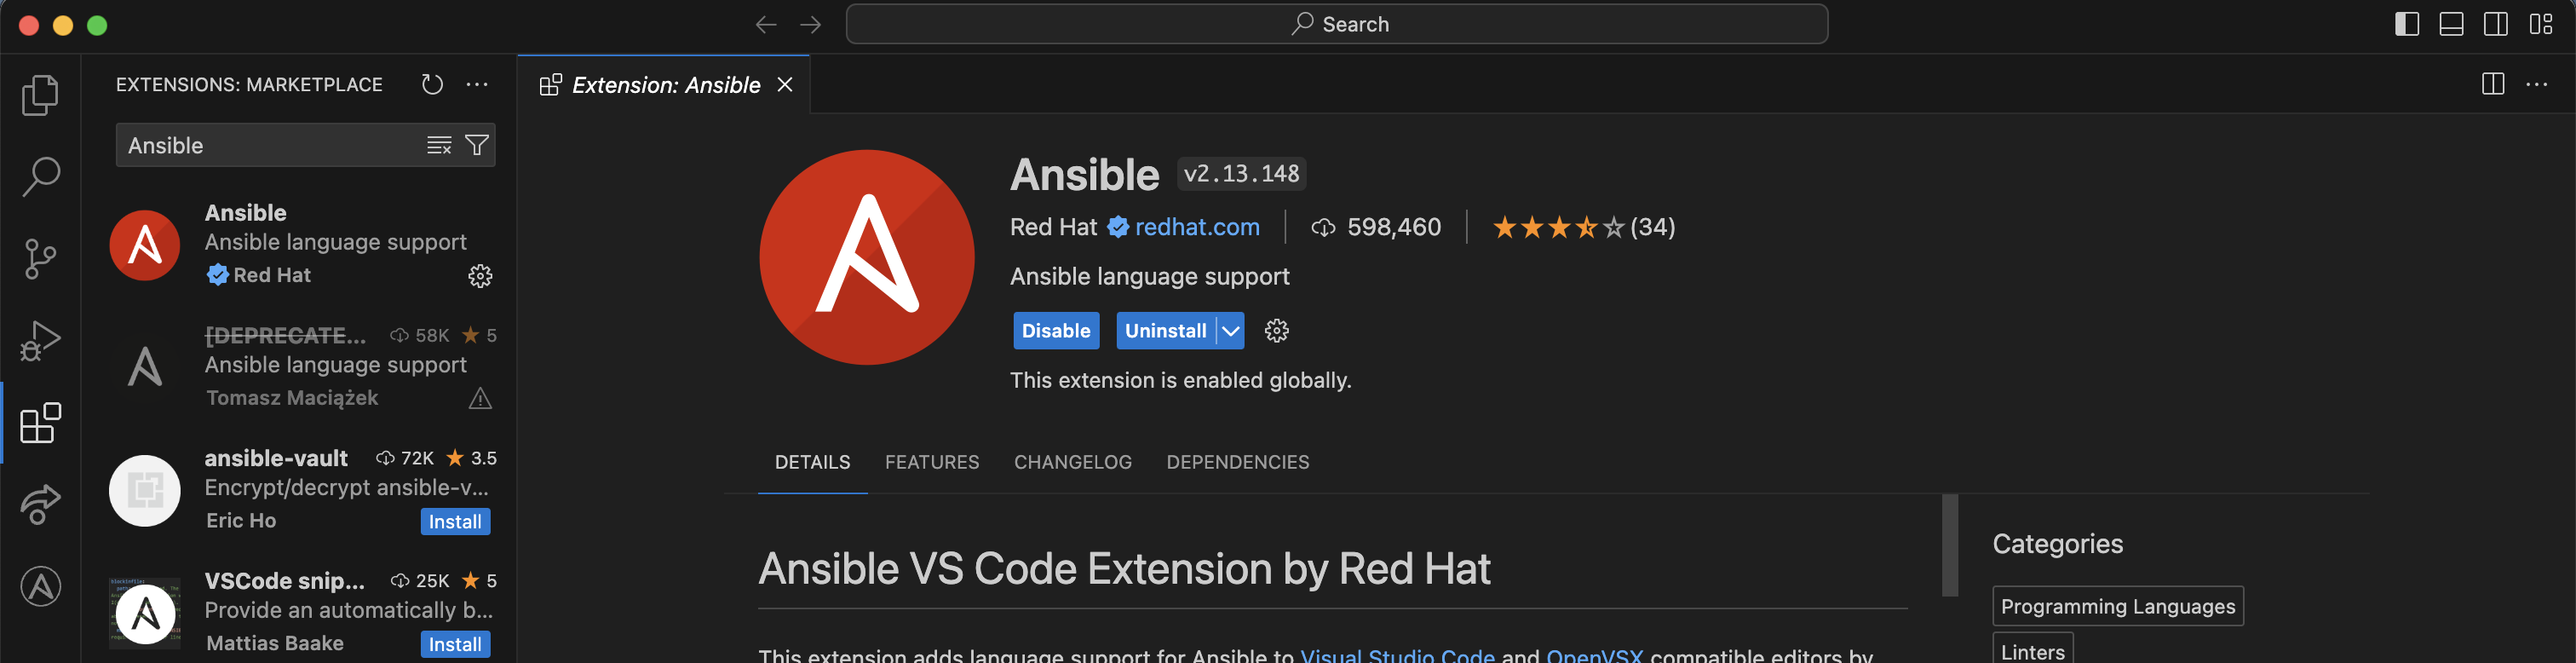 Search
EXTENSIONS: MARKETPLACE
Ansible
Ansible
Ansible language support
Red Hat
[DEPRECATE... 58K 5
Ansible language support
Tomasz Maciążek
ansible-vault 72K 3.5
Encrypt/decrypt ansible-v...
Eric Ho Install
VSCode snip... 25K 5
Provide an automatically b...
Mattias Baake Install
Extension: Ansible
Ansible v2.13.148
Red Hat redhat.com 598,460 (34)
Ansible language support
Disable Uninstall
This extension is enabled globally.
DETAILS FEATURES CHANGELOG DEPENDENCIES
Ansible VS Code Extension by Red Hat
This extension adds language support for Ansible to Visual Studio Code and OpenVSX compatible editors by
Categories
Programming Languages
Linters